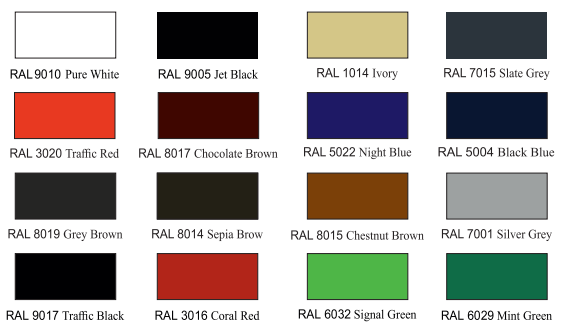 RAL 9010 Pure White
RAL 9005 Jet Black
RAL 1014 Ivory
RAL 7015 Slate Grey
RAL 3020 Traffic Red
RAL 8017 Chocolate Brown
RAL 5022 Night Blue
RAL 5004 Black Blue
RAL 8019 Grey Brown
RAL 8014 Sepia Brow
RAL 8015 Chestnut Brown
RAL 7001 Silver Grey
RAL 9017 Traffic Black
RAL 3016 Coral Red
RAL 6032 Signal Green
RAL 6029 Mint Green